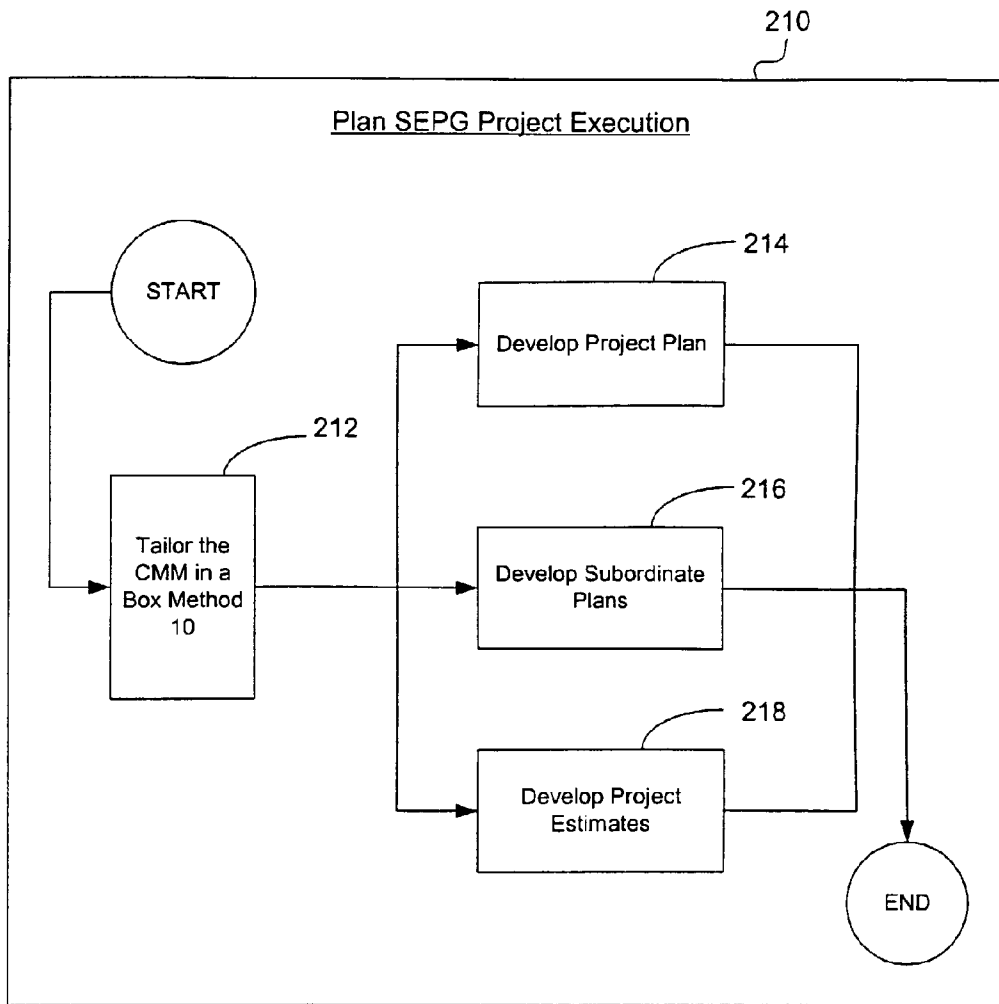 210
Plan SEPG Project Execution
START
214
Develop Project Plan
212
Tailor the
CMM in a
Box Method
10
216
Develop Subordinate
Plans
218
Develop Project
Estimates
END